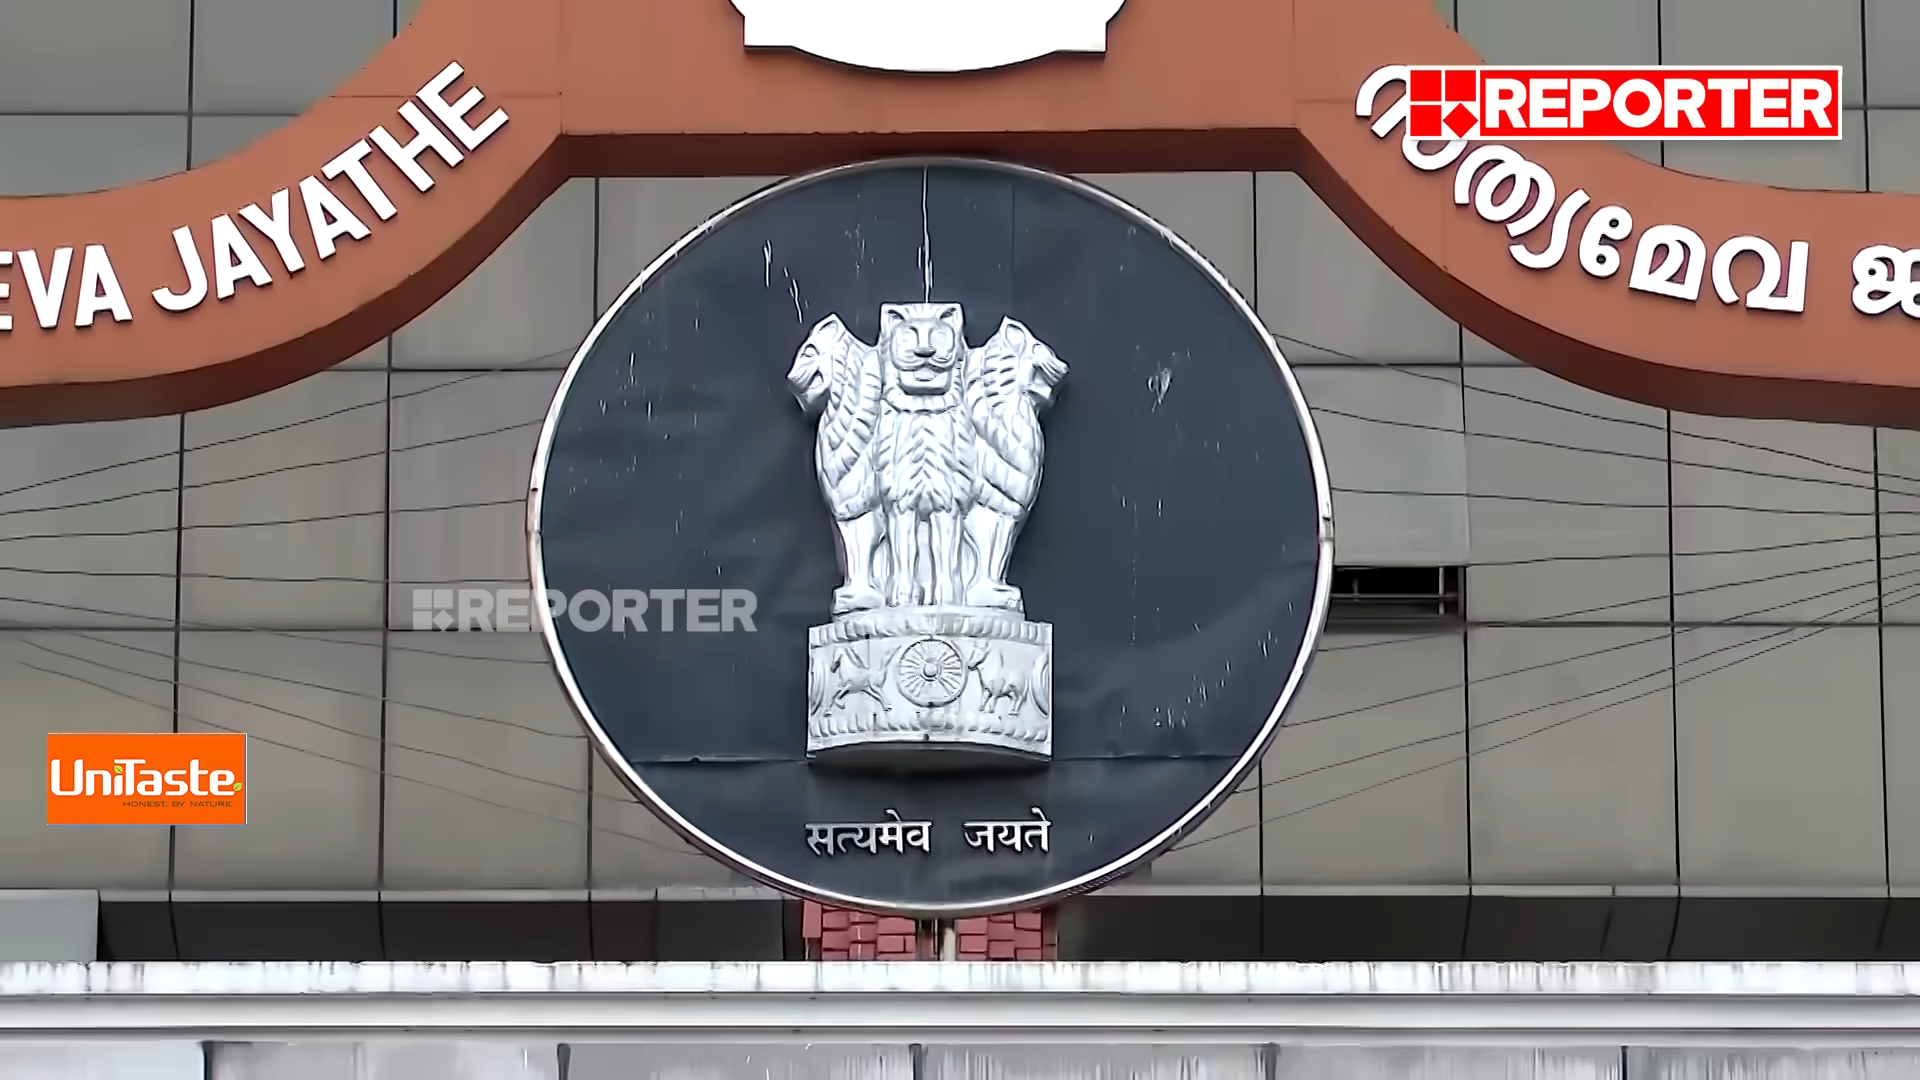 EVA JAYATHE
സത്യമേവ ജ
REPORTER
REPORTER
UniTaste
HONEST. BY NATURE
सत्यमेव जयते